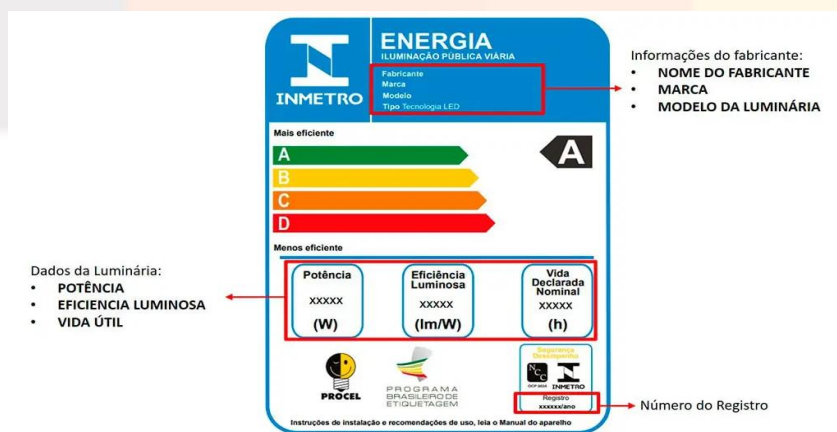 ENERGIA
ILUMINAÇÃO PÚBLICA VIÁRIA
Fabricante
Marca
Modelo
Tipo Tecnologia LED
INMETRO
Informações do fabricante:
• NOME DO FABRICANTE
• MARCA
• MODELO DA LUMINÁRIA
Mais eficiente
A
A
B
C
D
Menos eficiente
Dados da Luminária:
• POTÊNCIA
• EFICIENCIA LUMINOSA
• VIDA ÚTIL
Potência
XXXXX
(W)
Eficiência
Luminosa
XXXXX
(lm/W)
Vida
Declarada
Nominal
XXXXX
(h)
PROCEL
PROGRAMA
BRASILEIRO DE
ETIQUETAGEM
Segurança
Desempenho
NCC
INMETRO
Registro
xxxxxx/ano
Número do Registro
Instruções de instalação e recomendações de uso, leia o Manual do aparelho